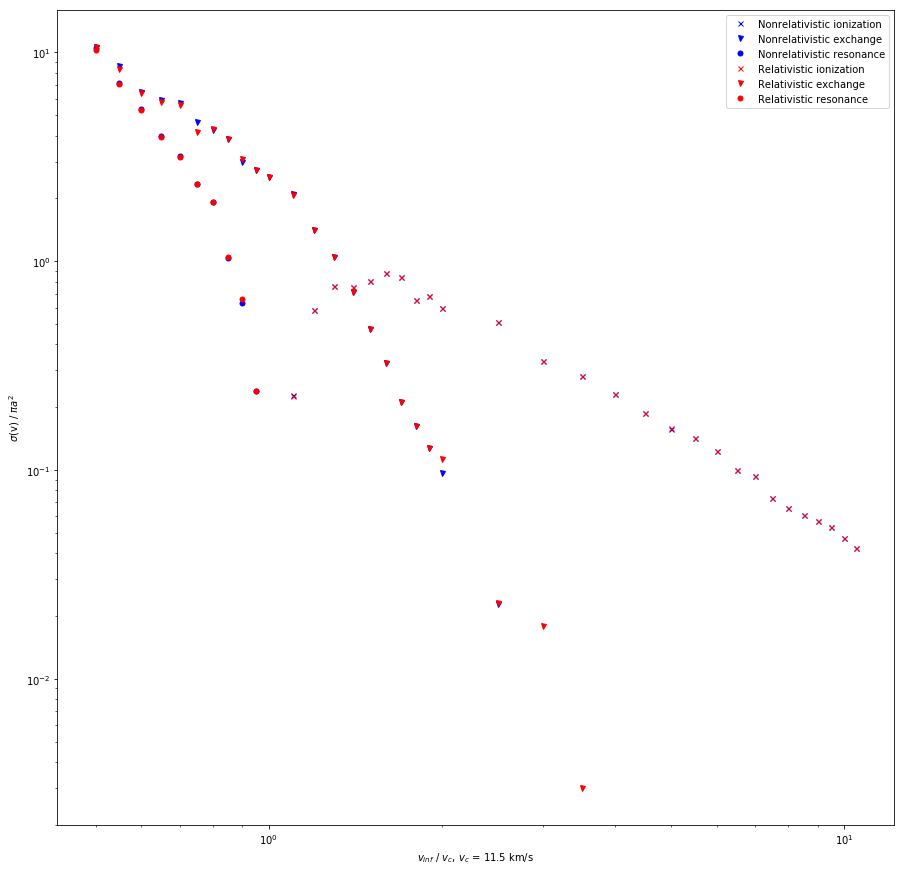 Nonrelativistic ionization
Nonrelativistic exchange
Nonrelativistic resonance
Relativistic ionization
Relativistic exchange
Relativistic resonance
10¹
10⁰
10⁻¹
10⁻²
σ(v) / πa²
10⁰ 10¹
v_inf / v_c, v_c = 11.5 km/s